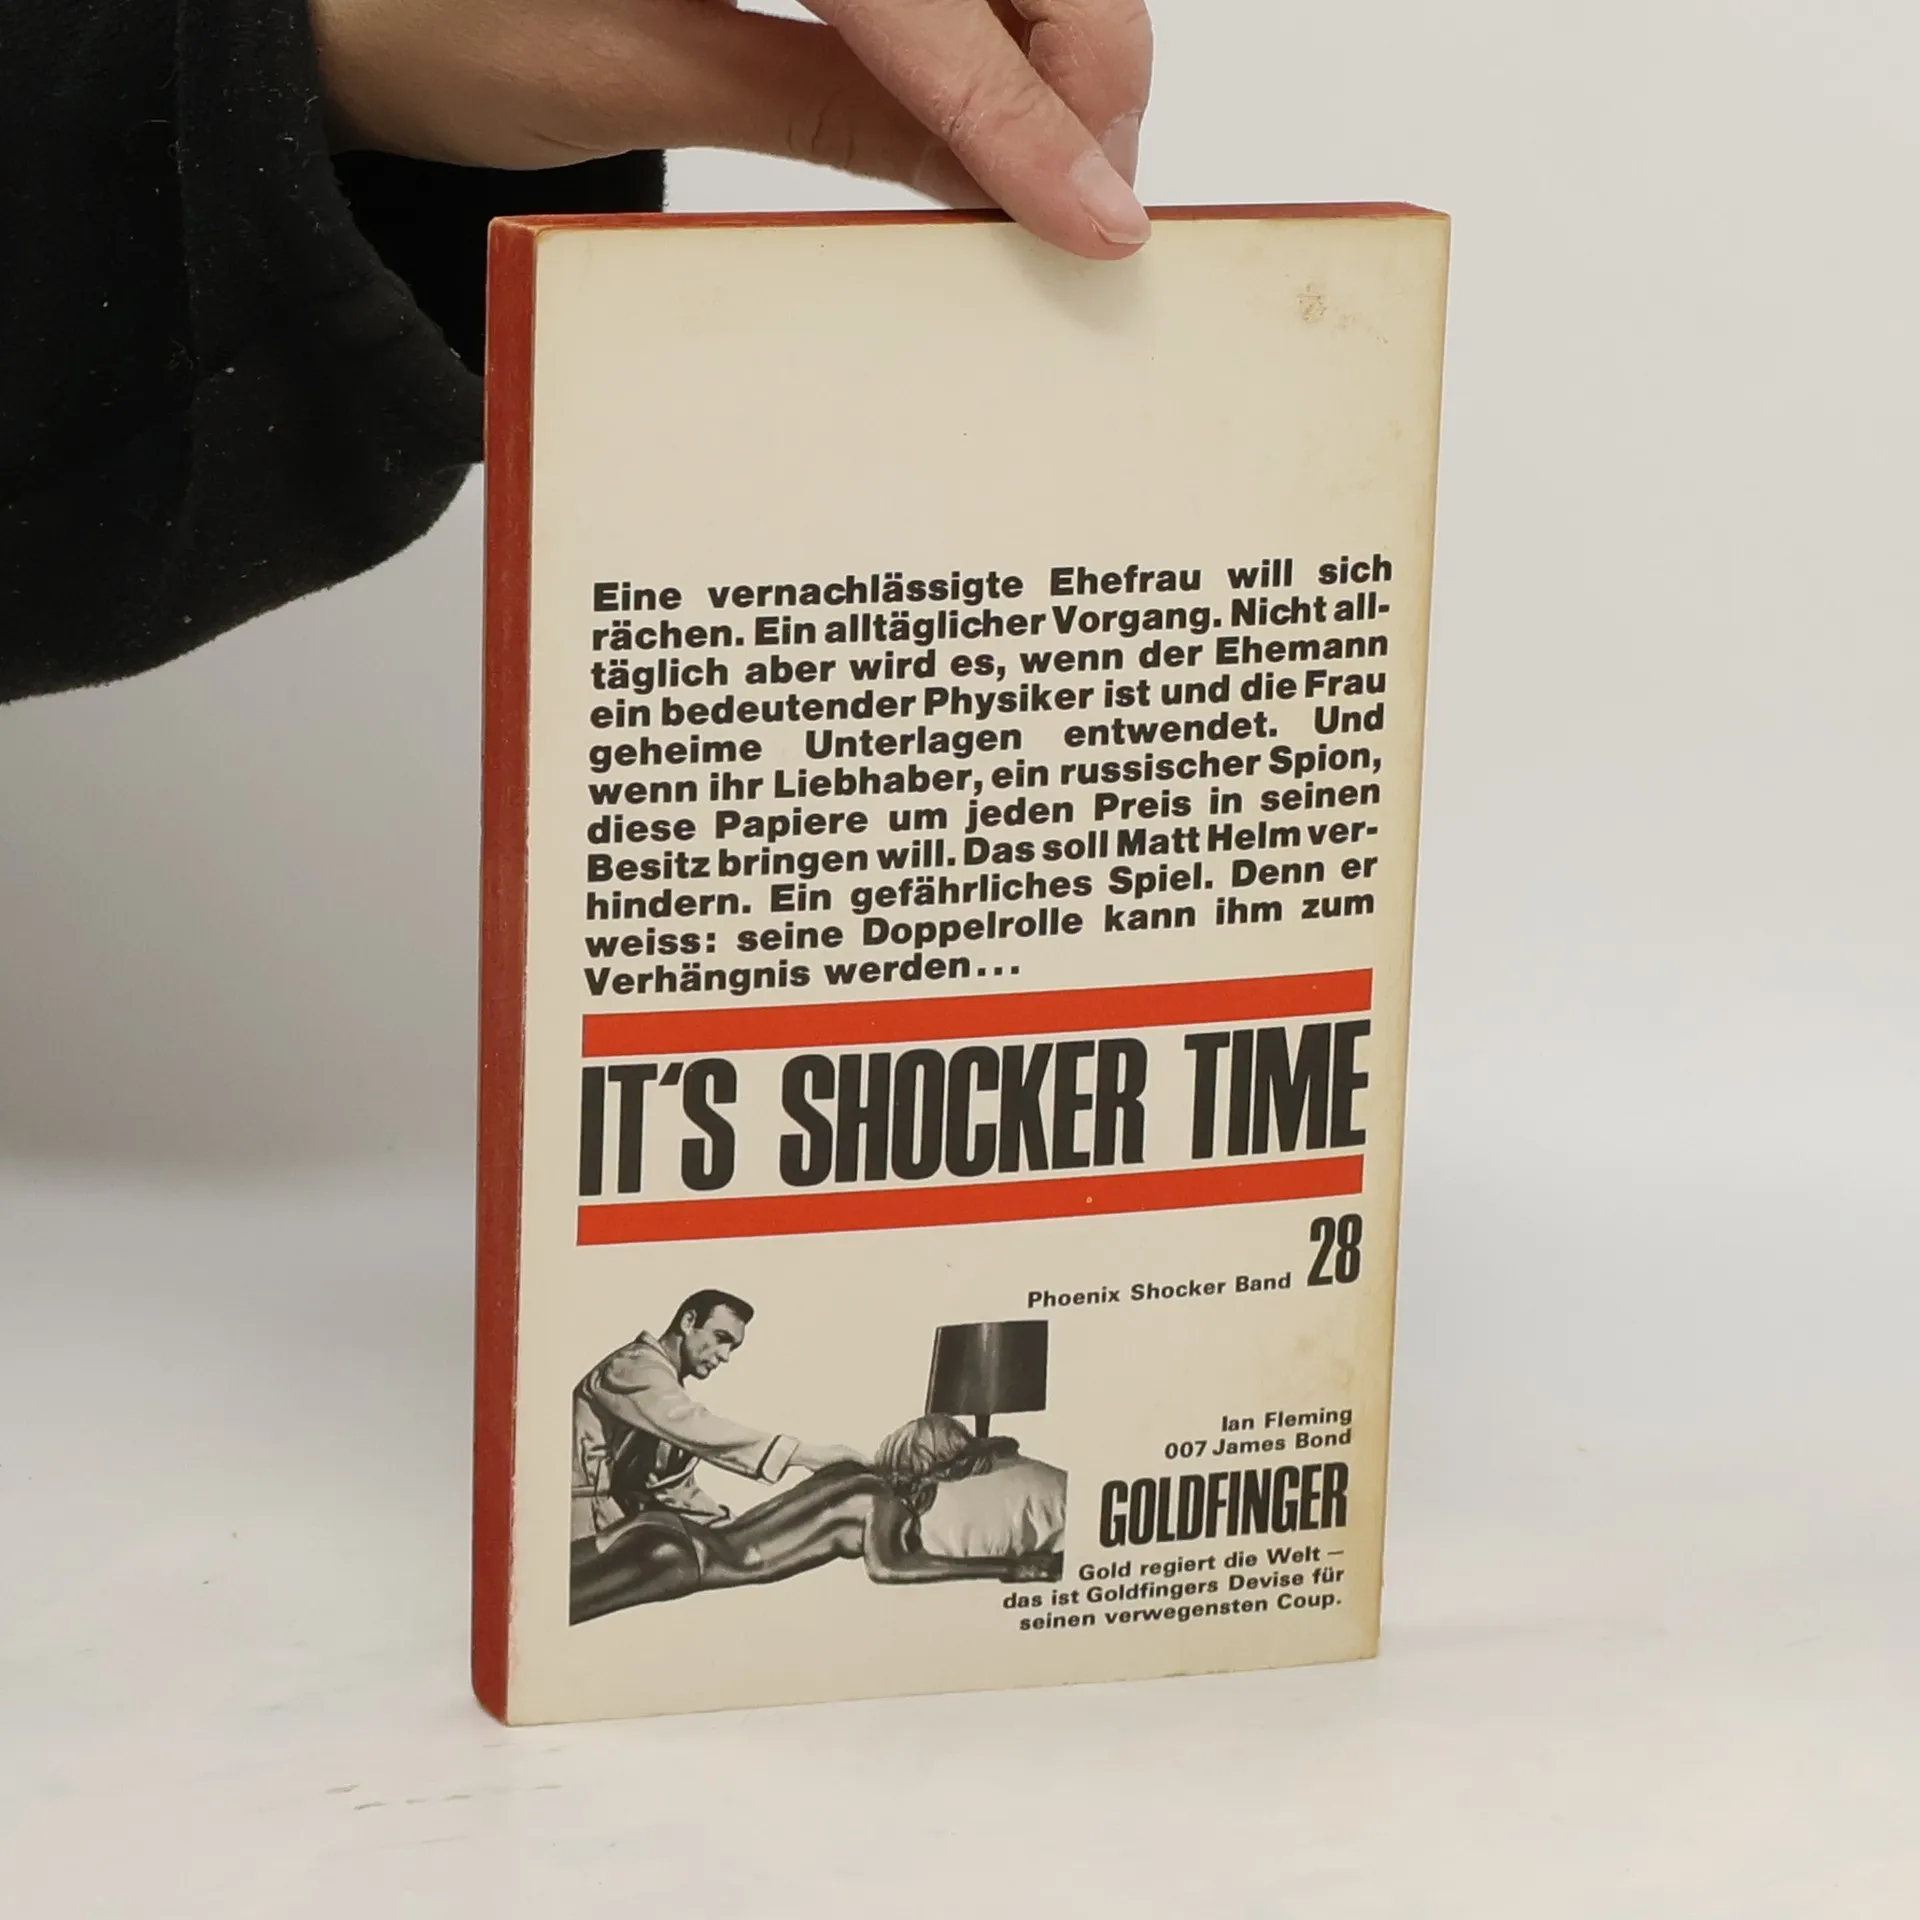 Eine vernachlässigte Ehefrau will sich
rächen. Ein alltäglicher Vorgang. Nicht all-
täglich aber wird es, wenn der Ehemann
ein bedeutender Physiker ist und die Frau
geheime Unterlagen entwendet. Und
wenn ihr Liebhaber, ein russischer Spion,
diese Papiere um jeden Preis in seinen
Besitz bringen will. Das soll Matt Helm ver-
hindern. Ein gefährliches Spiel. Denn er
weiss: seine Doppelrolle kann ihm zum
Verhängnis werden...
IT'S SHOCKER TIME
Phoenix Shocker Band 28
Ian Fleming
007 James Bond
GOLDFINGER
Gold regiert die Welt –
das ist Goldfingers Devise für
seinen verwegensten Coup.